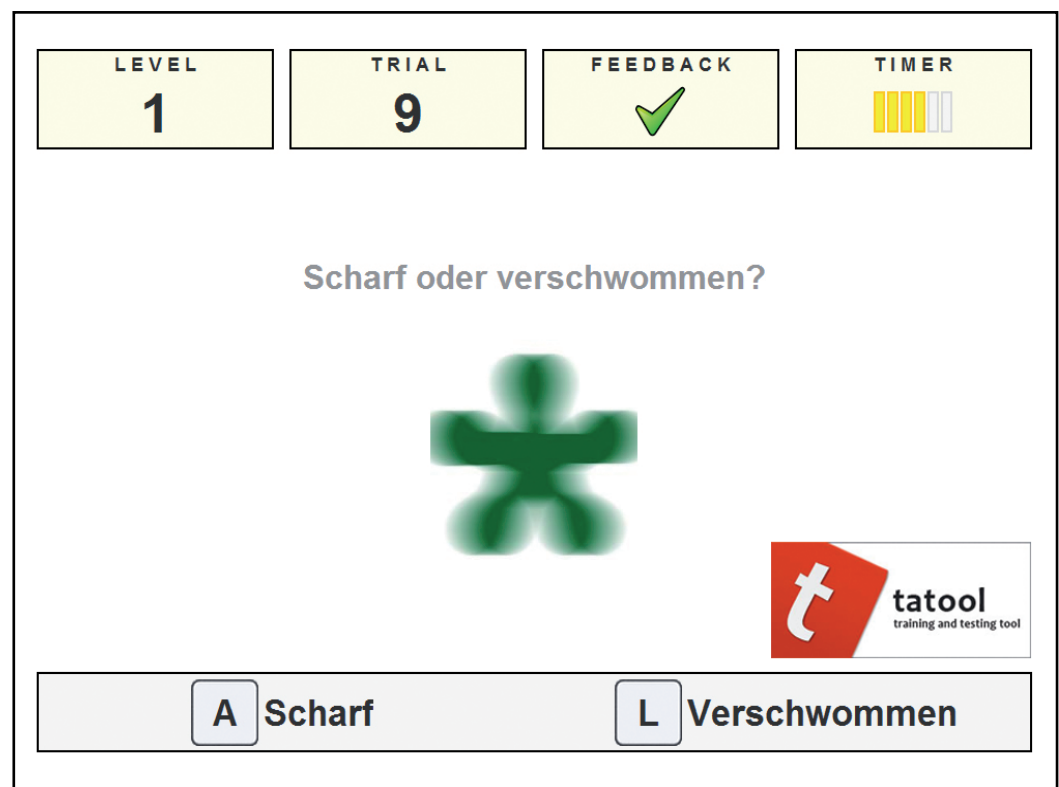 LEVEL
1
TRIAL
9
FEEDBACK
TIMER
Scharf oder verschwommen?
t
tatool
training and testing tool
A Scharf
L Verschwommen